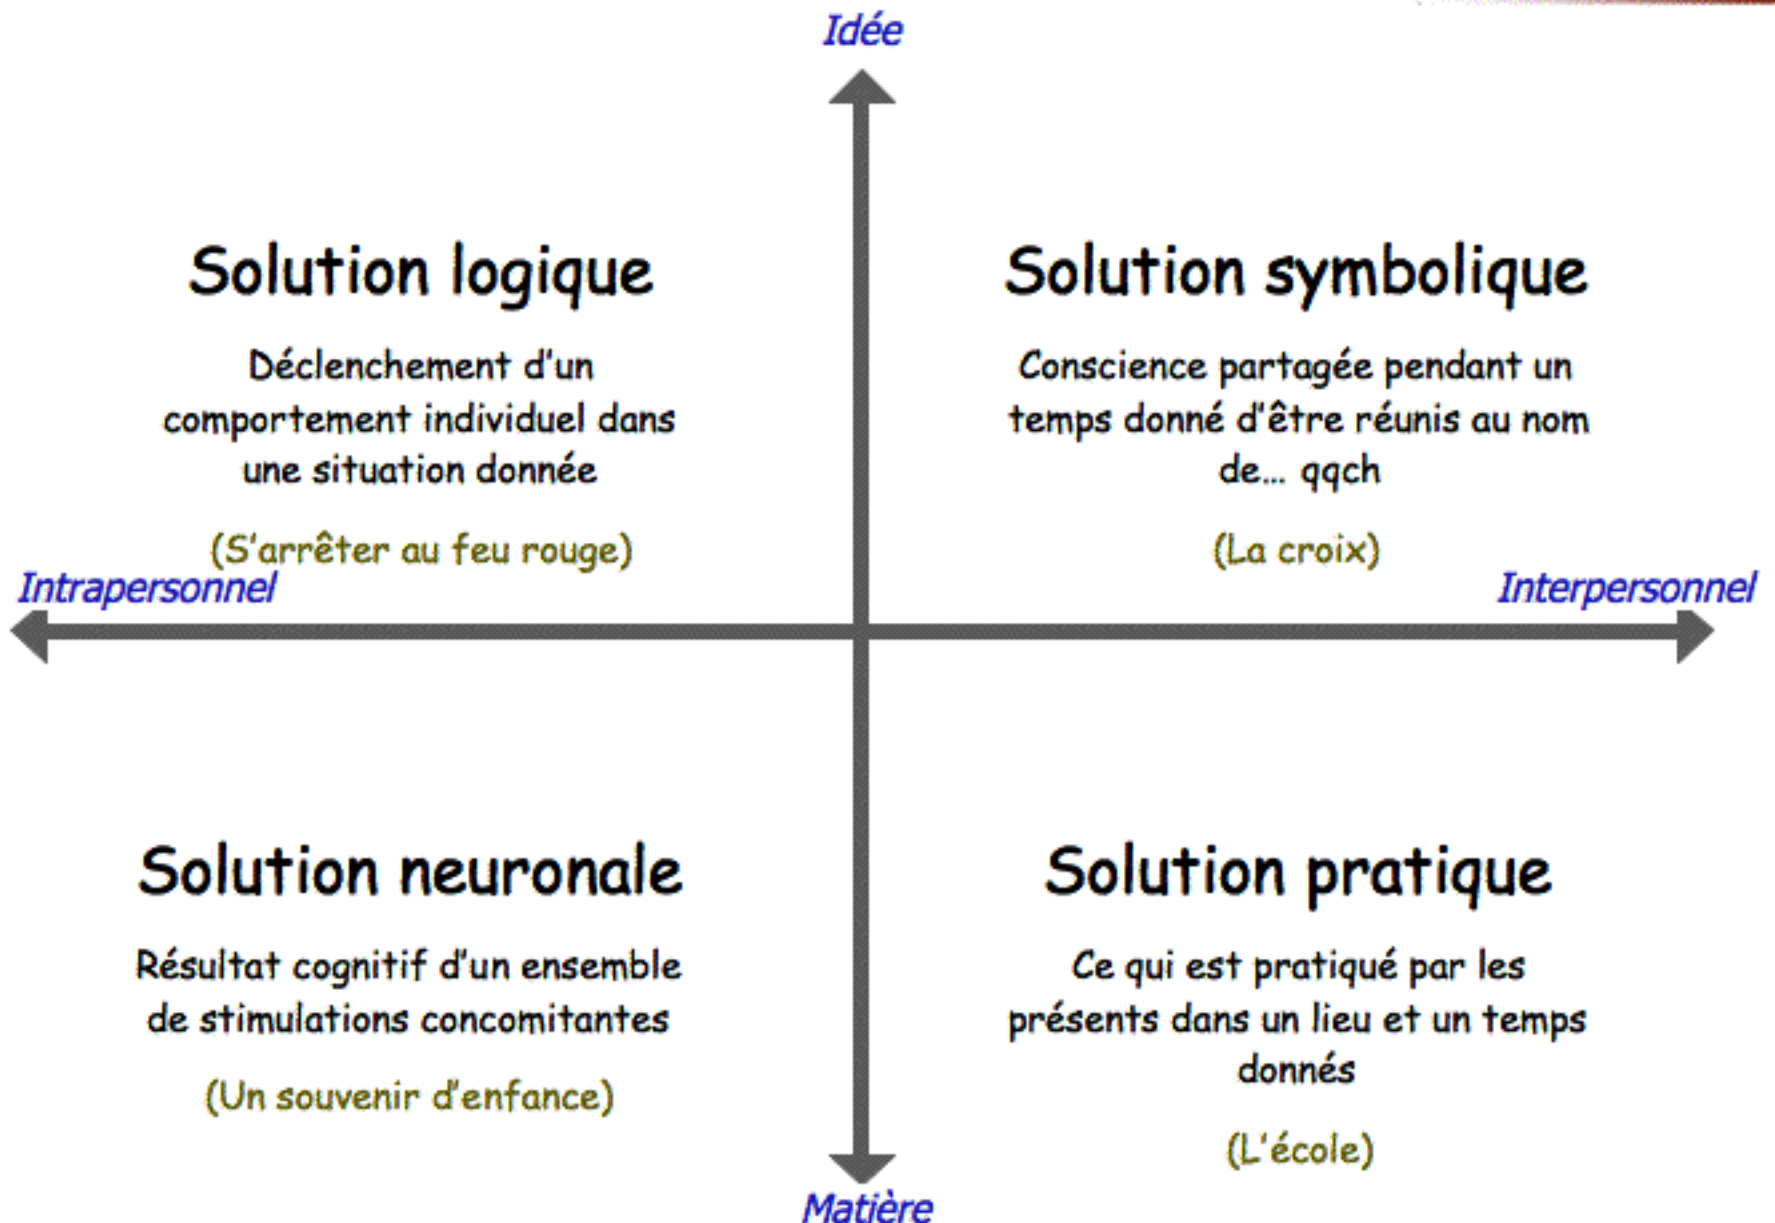 Idée
Solution logique
Déclenchement d'un
comportement individuel dans
une situation donnée
(S'arrêter au feu rouge)
Solution symbolique
Conscience partagée pendant un
temps donné d'être réunis au nom
de... qqch
(La croix)
Intrapersonnel
Interpersonnel
Solution neuronale
Résultat cognitif d'un ensemble
de stimulations concomitantes
(Un souvenir d'enfance)
Solution pratique
Ce qui est pratiqué par les
présents dans un lieu et un temps
donnés
(L'école)
Matière